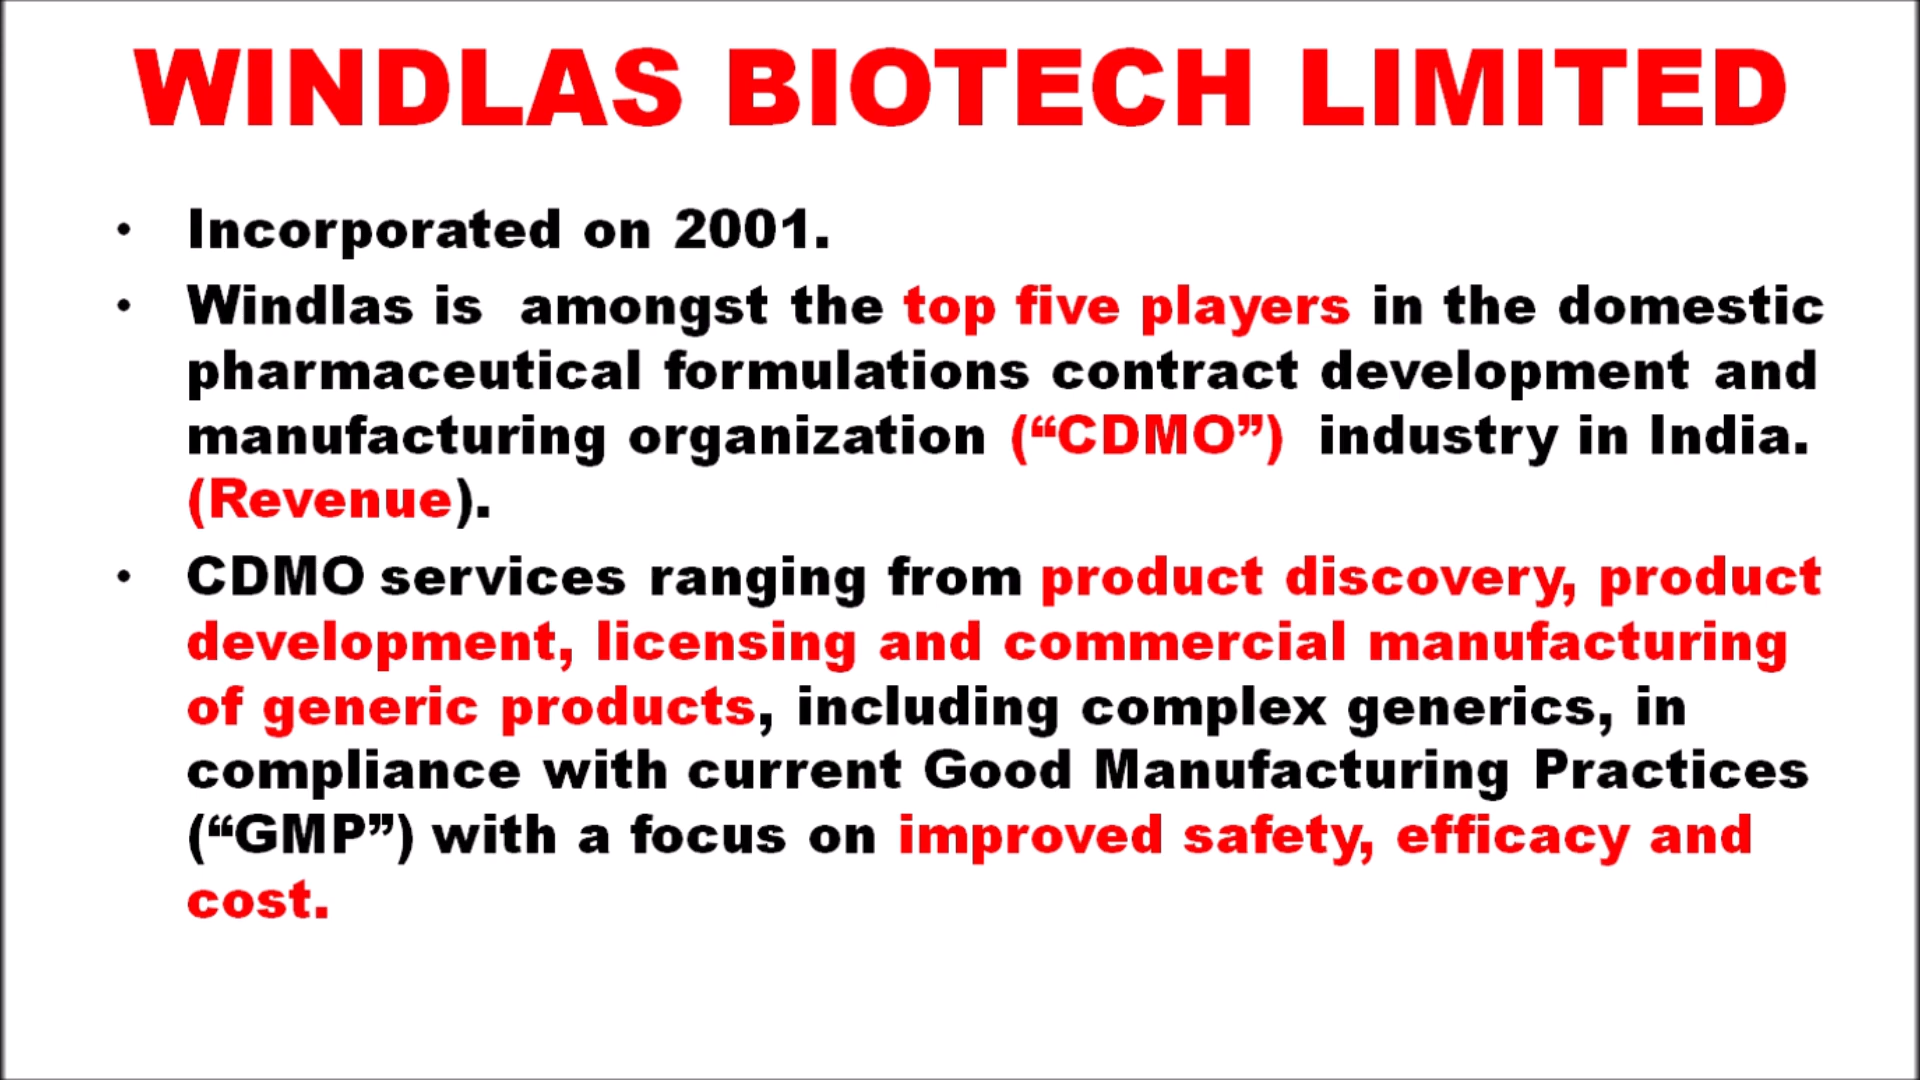 WINDLAS BIOTECH LIMITED
• Incorporated on 2001.
• Windlas is amongst the top five players in the domestic
pharmaceutical formulations contract development and
manufacturing organization (“CDMO”) industry in India.
(Revenue).
• CDMO services ranging from product discovery, product
development, licensing and commercial manufacturing
of generic products, including complex generics, in
compliance with current Good Manufacturing Practices
(“GMP”) with a focus on improved safety, efficacy and
cost.